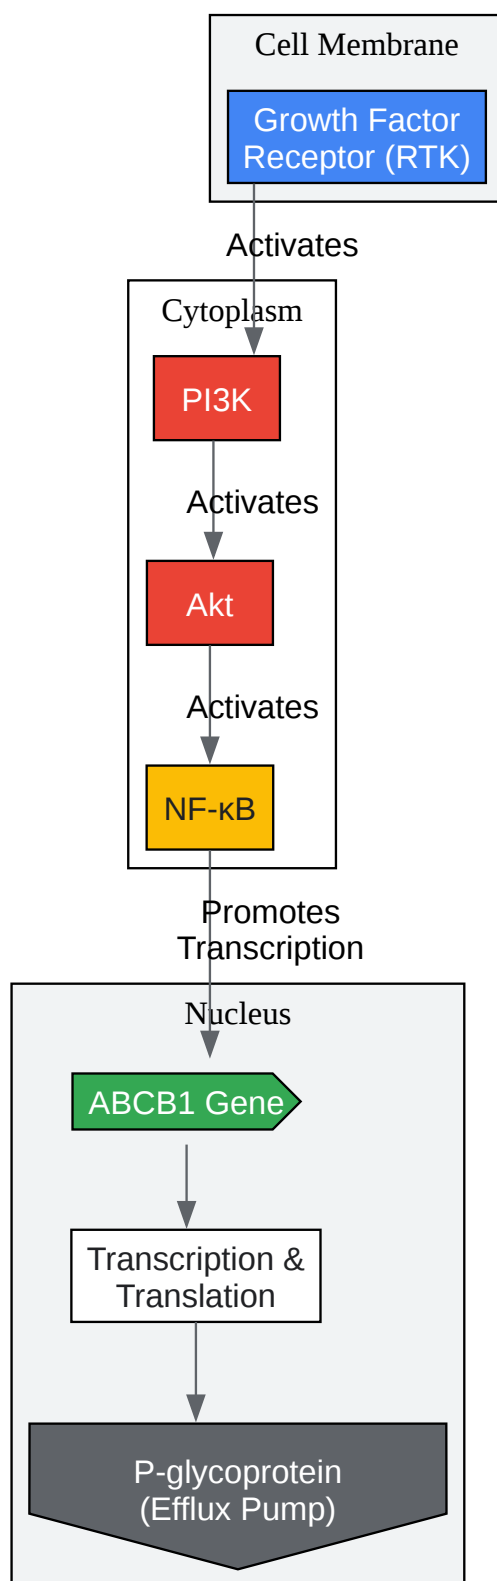 Cell Membrane
Growth Factor
Receptor (RTK)
Activates
Cytoplasm
PI3K
Activates
Akt
Activates
NF-κB
Promotes
Transcription
Nucleus
ABCB1 Gene
Transcription &
Translation
P-glycoprotein
(Efflux Pump)